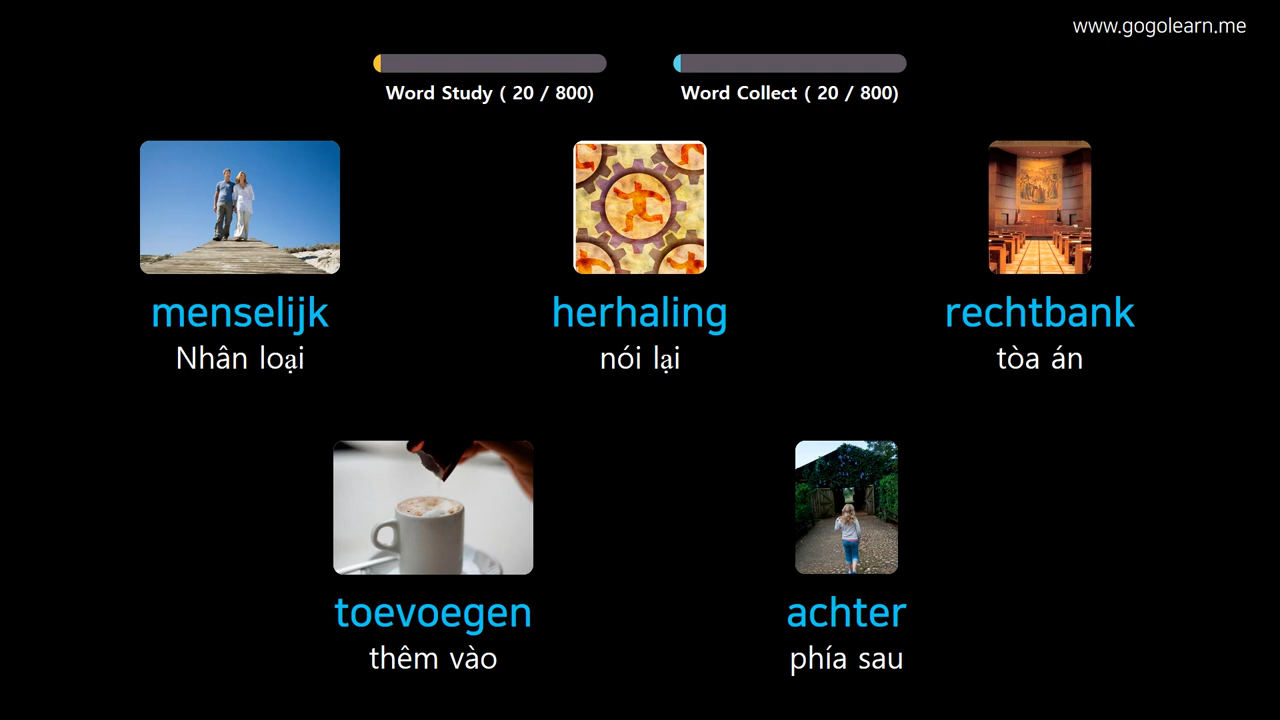 www.gogolearn.me
Word Study ( 20 / 800)
Word Collect ( 20 / 800)
menselijk
Nhân loại
herhaling
nói lại
rechtbank
tòa án
toevoegen
thêm vào
achter
phía sau